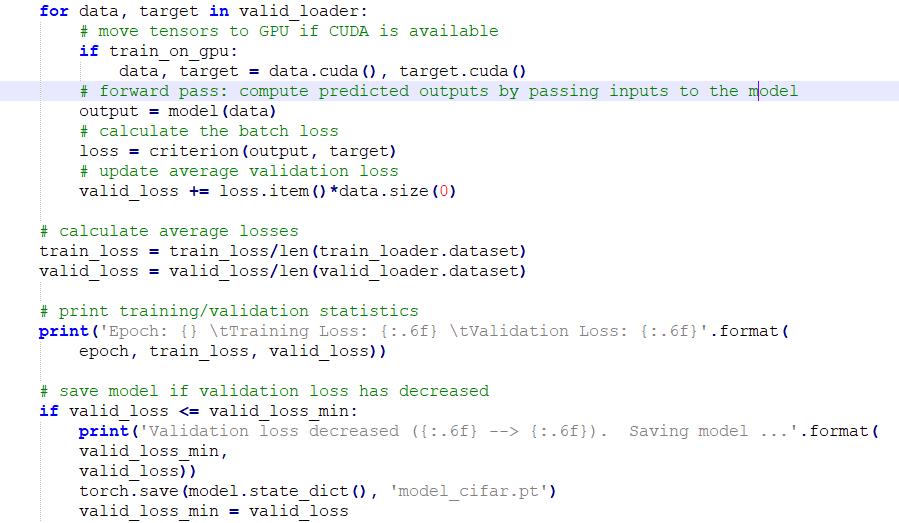 for data, target in valid_loader:
    # move tensors to GPU if CUDA is available
    if train_on_gpu:
        data, target = data.cuda(), target.cuda()
    # forward pass: compute predicted outputs by passing inputs to the model
    output = model(data)
    # calculate the batch loss
    loss = criterion(output, target)
    # update average validation loss
    valid_loss += loss.item()*data.size(0)

# calculate average losses
train_loss = train_loss/len(train_loader.dataset)
valid_loss = valid_loss/len(valid_loader.dataset)

# print training/validation statistics
print('Epoch: {} \tTraining Loss: {:.6f} \tValidation Loss: {:.6f}'.format(
    epoch, train_loss, valid_loss))

# save model if validation loss has decreased
if valid_loss <= valid_loss_min:
    print('Validation loss decreased ({:.6f} --> {:.6f}).  Saving model ...'.format(
    valid_loss_min,
    valid_loss))
    torch.save(model.state_dict(), 'model_cifar.pt')
    valid_loss_min = valid_loss